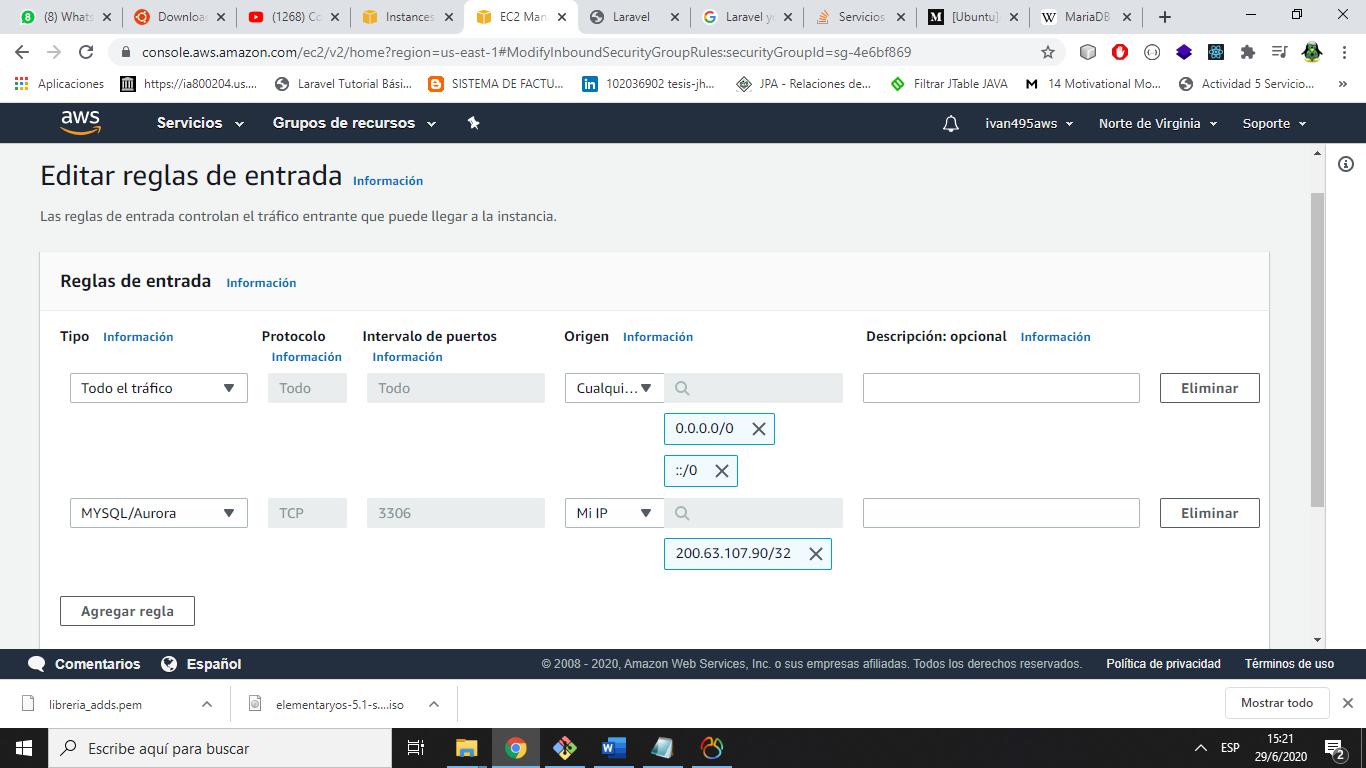 (8) Whats
Downloa
(1268) Co
Instances
EC2 Man
Laravel
Laravel y
Servicios
[Ubuntu]
MariaDB
console.aws.amazon.com/ec2/v2/home?region=us-east-1#ModifyInboundSecurityGroupRules:securityGroupId=sg-4e6bf869
Aplicaciones
https://ia800204.us....
Laravel Tutorial Bási...
SISTEMA DE FACTU...
102036902 tesis-jh...
JPA - Relaciones de...
Filtrar JTable JAVA
14 Motivational Mo...
Actividad 5 Servicio...
»
aws
Servicios
Grupos de recursos
ivan495aws
Norte de Virginia
Soporte
Editar reglas de entrada Información
Las reglas de entrada controlan el tráfico entrante que puede llegar a la instancia.
Reglas de entrada Información
Tipo Información
Protocolo Información
Intervalo de puertos Información
Origen Información
Descripción: opcional Información
Todo el tráfico
Todo
Todo
Cualqui...
Eliminar
0.0.0.0/0
::/0
MYSQL/Aurora
TCP
3306
Mi IP
Eliminar
200.63.107.90/32
Agregar regla
Comentarios
Español
© 2008 - 2020, Amazon Web Services, Inc. o sus empresas afiliadas. Todos los derechos reservados.
Política de privacidad
Términos de uso
libreria_adds.pem
elementaryos-5.1-s....iso
Mostrar todo
Escribe aquí para buscar
ESP
15:21
29/6/2020
2